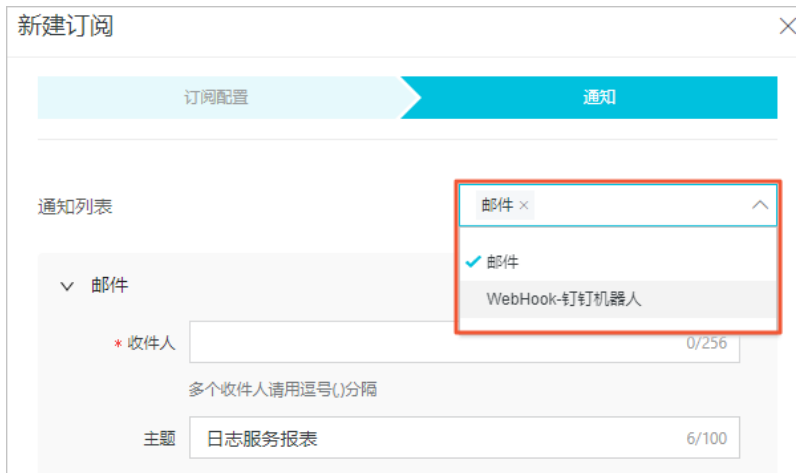 新建订阅
订阅配置
通知
通知列表
邮件 ×
邮件
WebHook-钉钉机器人
邮件
* 收件人
0/256
多个收件人请用逗号(,)分隔
主题
日志服务报表
6/100